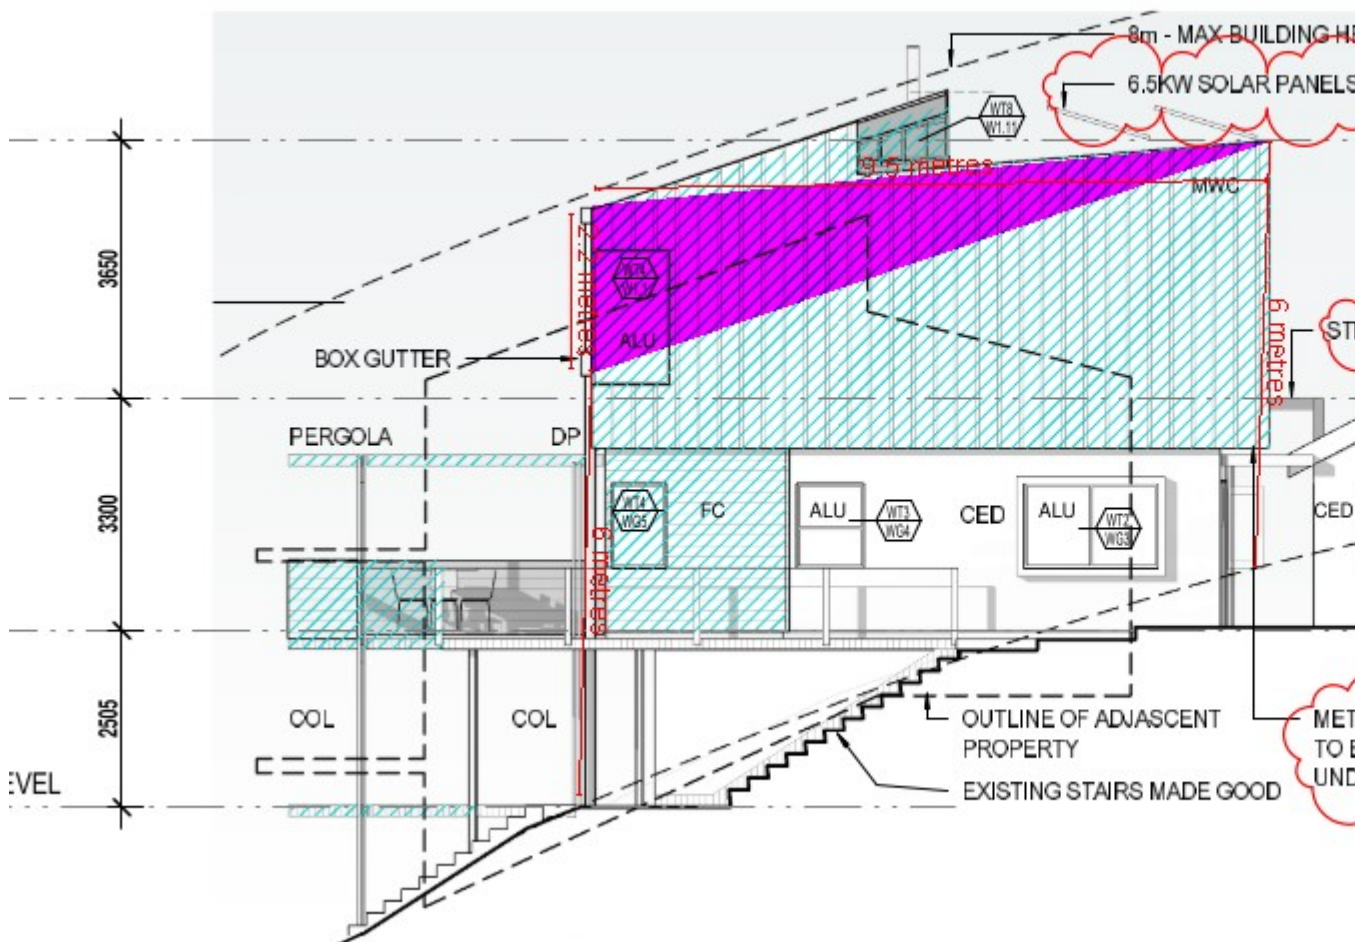 8m - MAX BUILDING HE
6.5KW SOLAR PANELS
WT8
W1.11
9.5 metres
MWC
3650
2.2 metres
ALU
BOX GUTTER
6 metres
STE
PERGOLA
DP
3300
WT4
WG5
FC
ALU
WT3
WG4
CED
ALU
WT2
WG3
CED
6 metres
2505
COL
COL
OUTLINE OF ADJASCENT
PROPERTY
MET
TO B
UND
EVEL
EXISTING STAIRS MADE GOOD